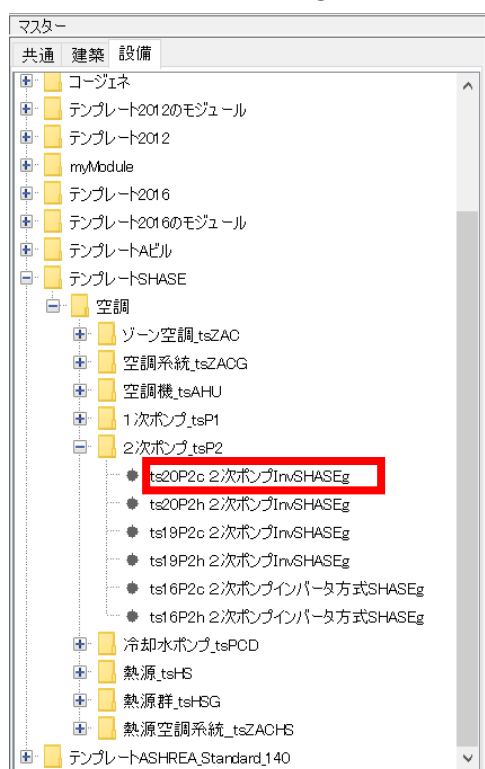 マスター
共通 建築 設備
コージェネ
テンプレート2012のモジュール
テンプレート2012
myModule
テンプレート2016
テンプレート2016のモジュール
テンプレートAビル
テンプレートSHASE
空調
ゾーン空調_tsZAC
空調系統_tsZACG
空調機_tsAHU
1次ポンプ_tsP1
2次ポンプ_tsP2
ts20P2c 2次ポンプInvSHASEg
ts20P2h 2次ポンプInvSHASEg
ts19P2c 2次ポンプInvSHASEg
ts19P2h 2次ポンプInvSHASEg
ts16P2c 2次ポンプインバータ方式SHASEg
ts16P2h 2次ポンプインバータ方式SHASEg
冷却水ポンプ_tsPCD
熱源_tsHS
熱源群_tsHSG
熱源空調系統_tsZACHS
テンプレートASHREA_Standard_140